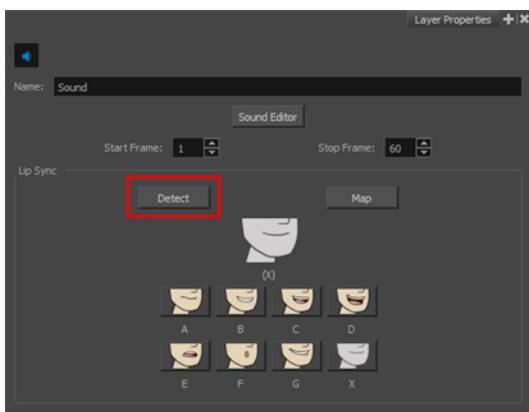 Layer Properties
Name: Sound
Sound Editor
Start Frame: 1 Stop Frame: 60
Lip Sync
Detect Map
(X)
A B C D
E F G X